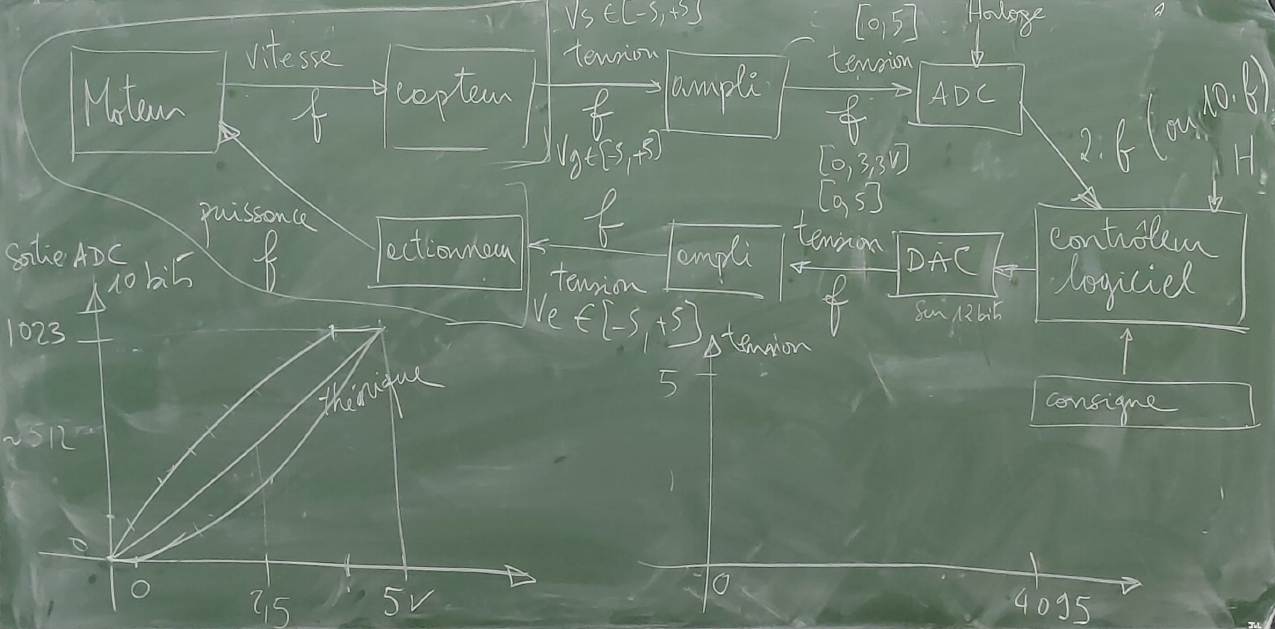 Vs ∈ [-5, +5]
[0, 5]
Horloge
vitesse
tension
tension
Moteur
capteur
ampli
ADC
f
f
f
2. f (ou 10. f)
Vg ∈ [-5, +5]
[0, 3,3V]
H
[0, 5]
puissance
f
f
actionneur
ampli
tension
DAC
contrôleur
logiciel
tension
f
sur 12 bits
Ve ∈ [-5, +5]
consigne
Sortie ADC
10 bits
1023
théorique
~512
0
0
2,5
5V
tension
5
0
4095